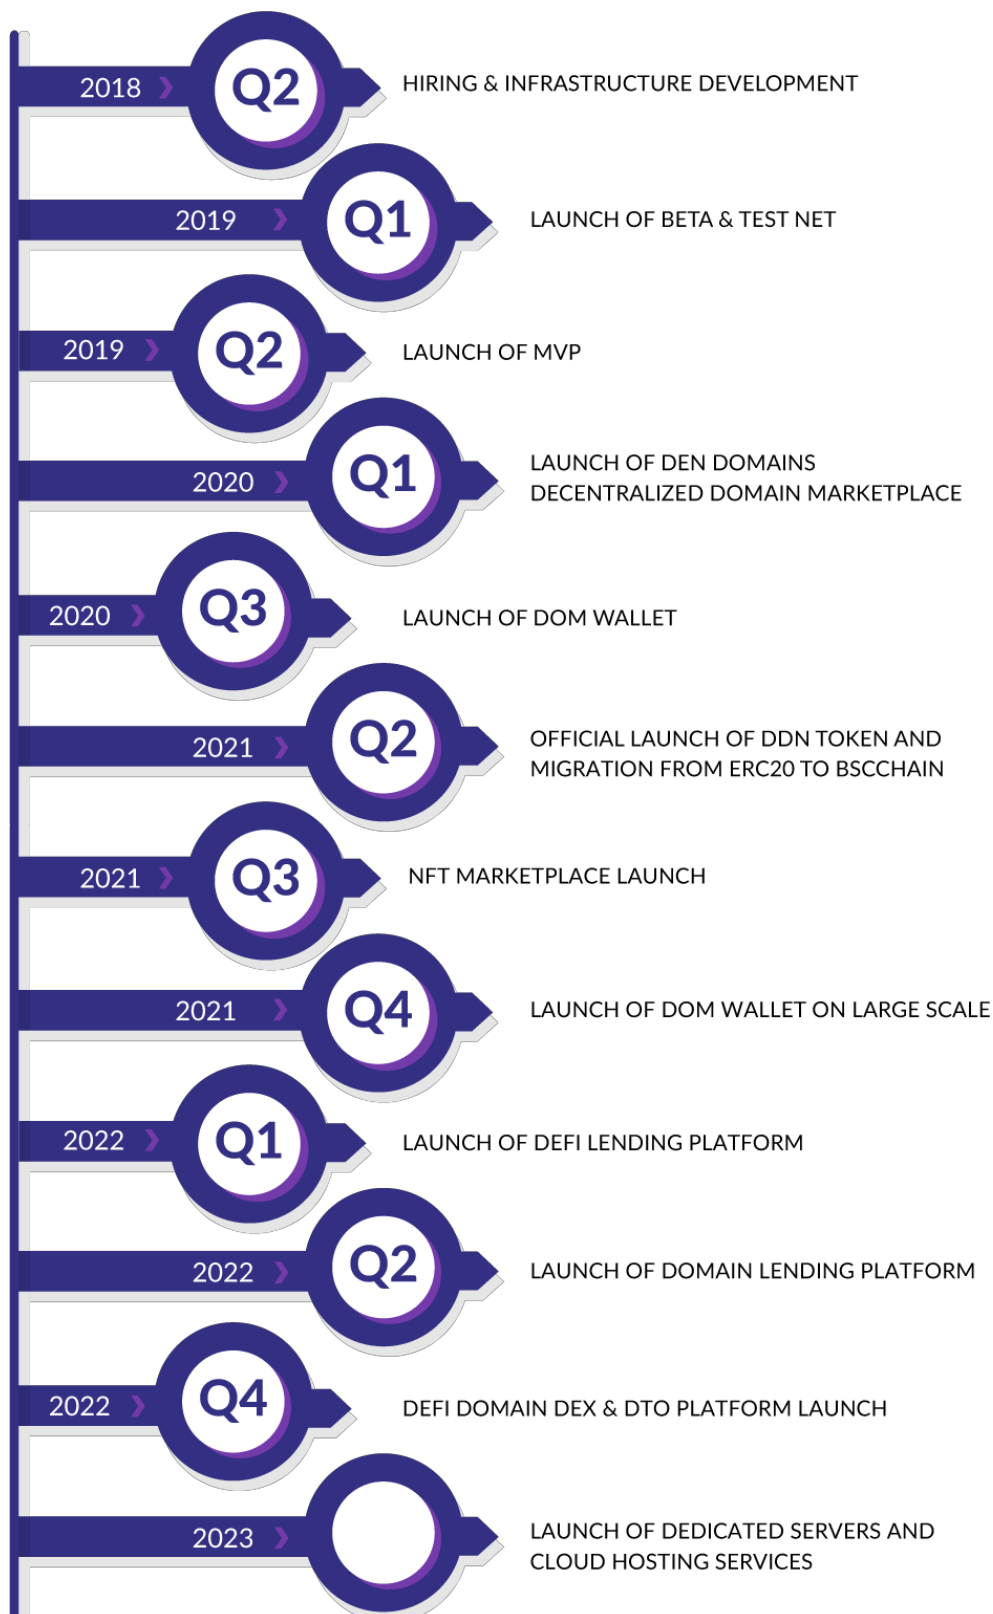 2018
Q2
HIRING & INFRASTRUCTURE DEVELOPMENT
2019
Q1
LAUNCH OF BETA & TEST NET
2019
Q2
LAUNCH OF MVP
2020
Q1
LAUNCH OF DEN DOMAINS
DECENTRALIZED DOMAIN MARKETPLACE
2020
Q3
LAUNCH OF DOM WALLET
2021
Q2
OFFICIAL LAUNCH OF DDN TOKEN AND
MIGRATION FROM ERC20 TO BSCCHAIN
2021
Q3
NFT MARKETPLACE LAUNCH
2021
Q4
LAUNCH OF DOM WALLET ON LARGE SCALE
2022
Q1
LAUNCH OF DEFI LENDING PLATFORM
2022
Q2
LAUNCH OF DOMAIN LENDING PLATFORM
2022
Q4
DEFI DOMAIN DEX & DTO PLATFORM LAUNCH
2023
LAUNCH OF DEDICATED SERVERS AND
CLOUD HOSTING SERVICES